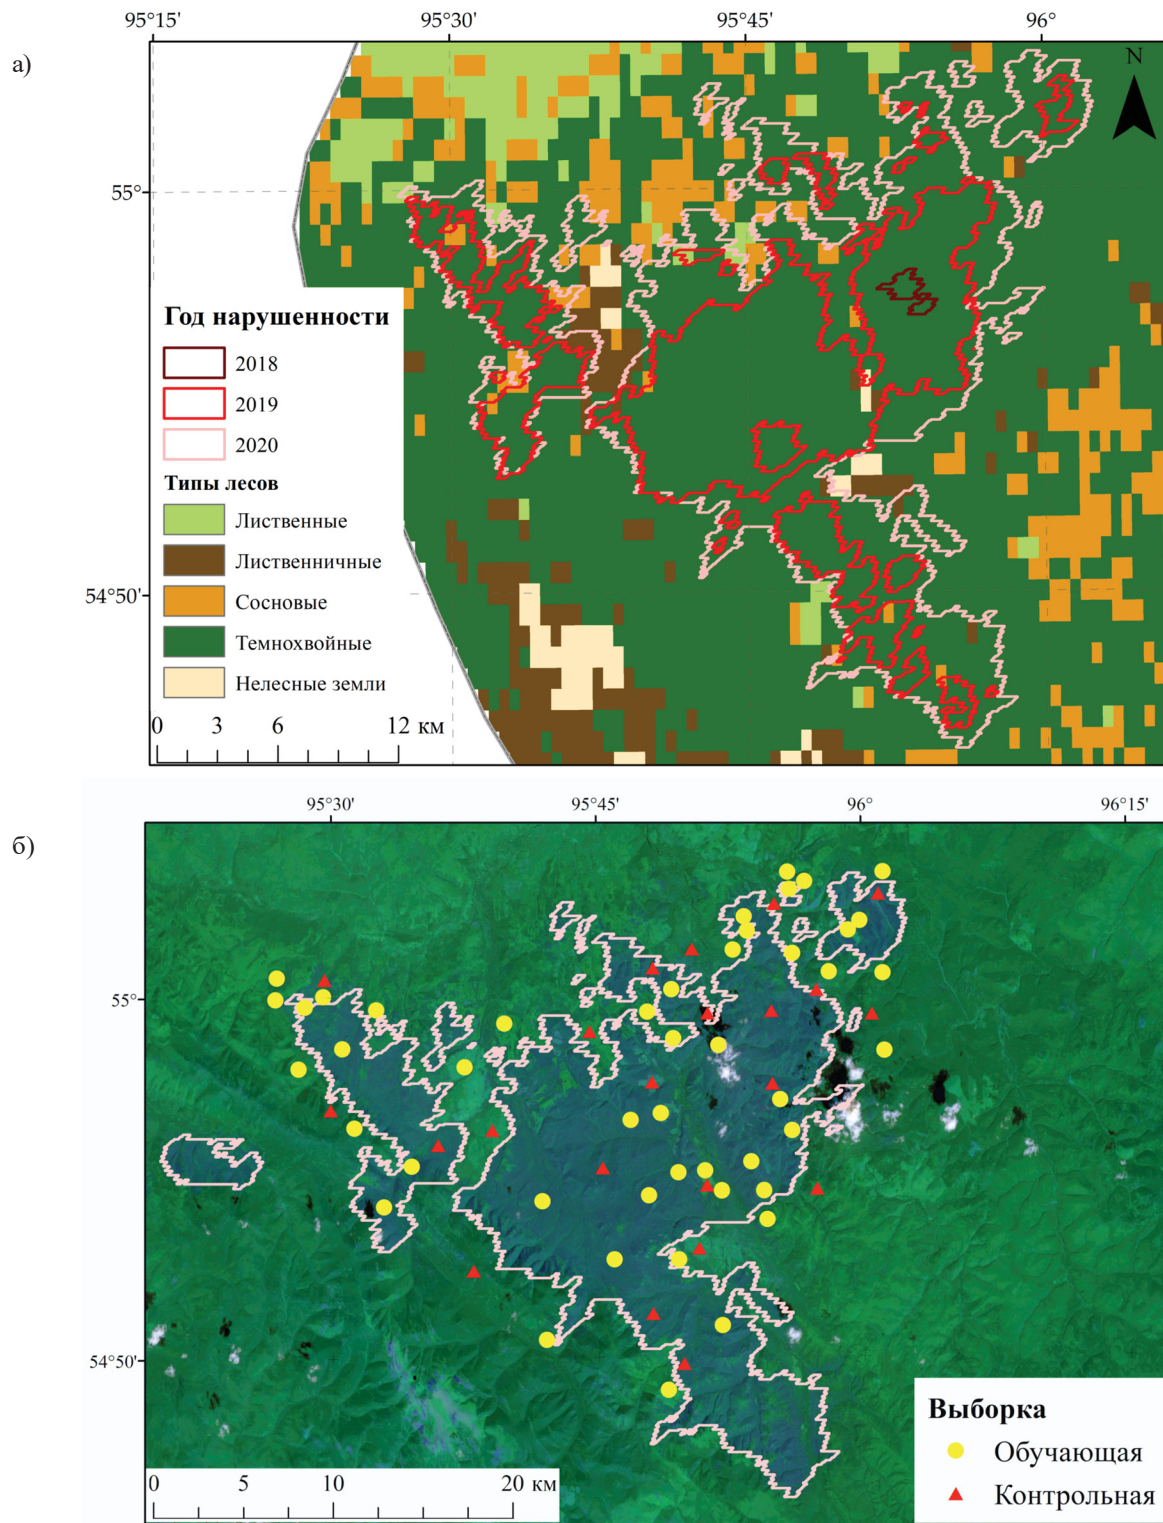 а)
95°15' 95°30' 95°45' 96°
N
55°
54°50'
Год нарушенности
2018
2019
2020
Типы лесов
Лиственные
Лиственничные
Сосновые
Темнохвойные
Нелесные земли
0 3 6 12 км
б)
95°30' 95°45' 96° 96°15'
55°
54°50'
Выборка
Обучающая
Контрольная
0 5 10 20 км